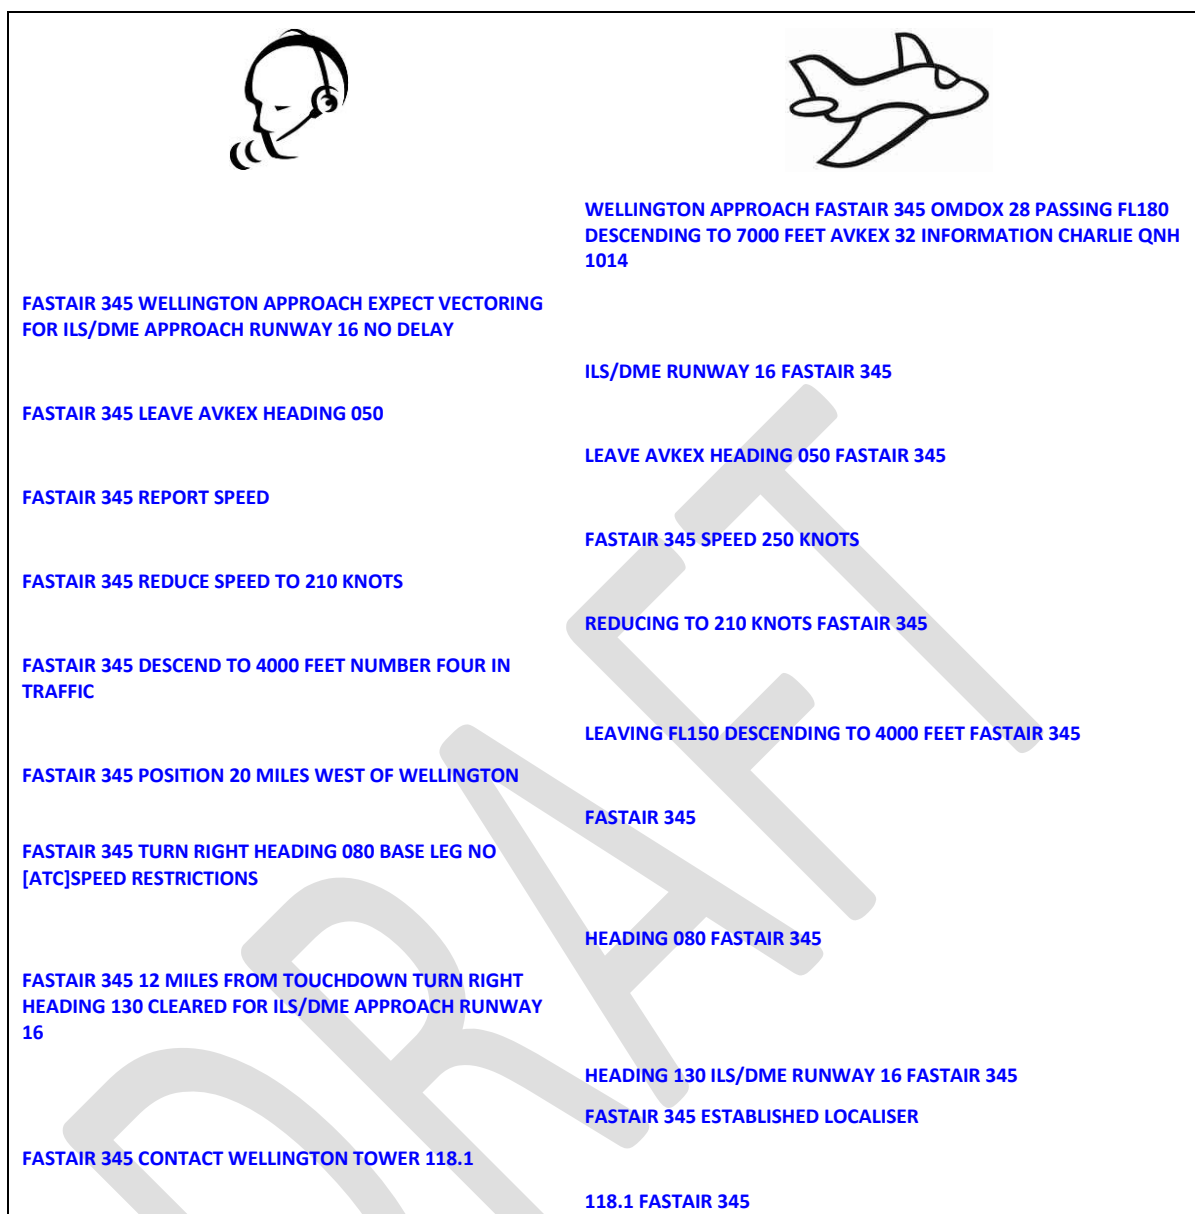 WELLINGTON APPROACH FASTAIR 345 OMDOX 28 PASSING FL180
DESCENDING TO 7000 FEET AVKEX 32 INFORMATION CHARLIE QNH
1014
FASTAIR 345 WELLINGTON APPROACH EXPECT VECTORING
FOR ILS/DME APPROACH RUNWAY 16 NO DELAY
ILS/DME RUNWAY 16 FASTAIR 345
FASTAIR 345 LEAVE AVKEX HEADING 050
LEAVE AVKEX HEADING 050 FASTAIR 345
FASTAIR 345 REPORT SPEED
FASTAIR 345 SPEED 250 KNOTS
FASTAIR 345 REDUCE SPEED TO 210 KNOTS
REDUCING TO 210 KNOTS FASTAIR 345
FASTAIR 345 DESCEND TO 4000 FEET NUMBER FOUR IN
TRAFFIC
LEAVING FL150 DESCENDING TO 4000 FEET FASTAIR 345
FASTAIR 345 POSITION 20 MILES WEST OF WELLINGTON
FASTAIR 345
FASTAIR 345 TURN RIGHT HEADING 080 BASE LEG NO
[ATC]SPEED RESTRICTIONS
HEADING 080 FASTAIR 345
FASTAIR 345 12 MILES FROM TOUCHDOWN TURN RIGHT
HEADING 130 CLEARED FOR ILS/DME APPROACH RUNWAY
16
HEADING 130 ILS/DME RUNWAY 16 FASTAIR 345
FASTAIR 345 ESTABLISHED LOCALISER
FASTAIR 345 CONTACT WELLINGTON TOWER 118.1
118.1 FASTAIR 345
DRAFT